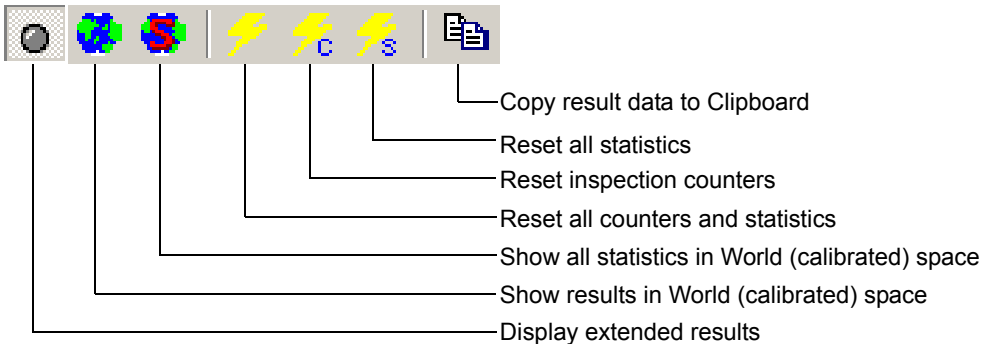 S
C
S
Copy result data to Clipboard
Reset all statistics
Reset inspection counters
Reset all counters and statistics
Show all statistics in World (calibrated) space
Show results in World (calibrated) space
Display extended results